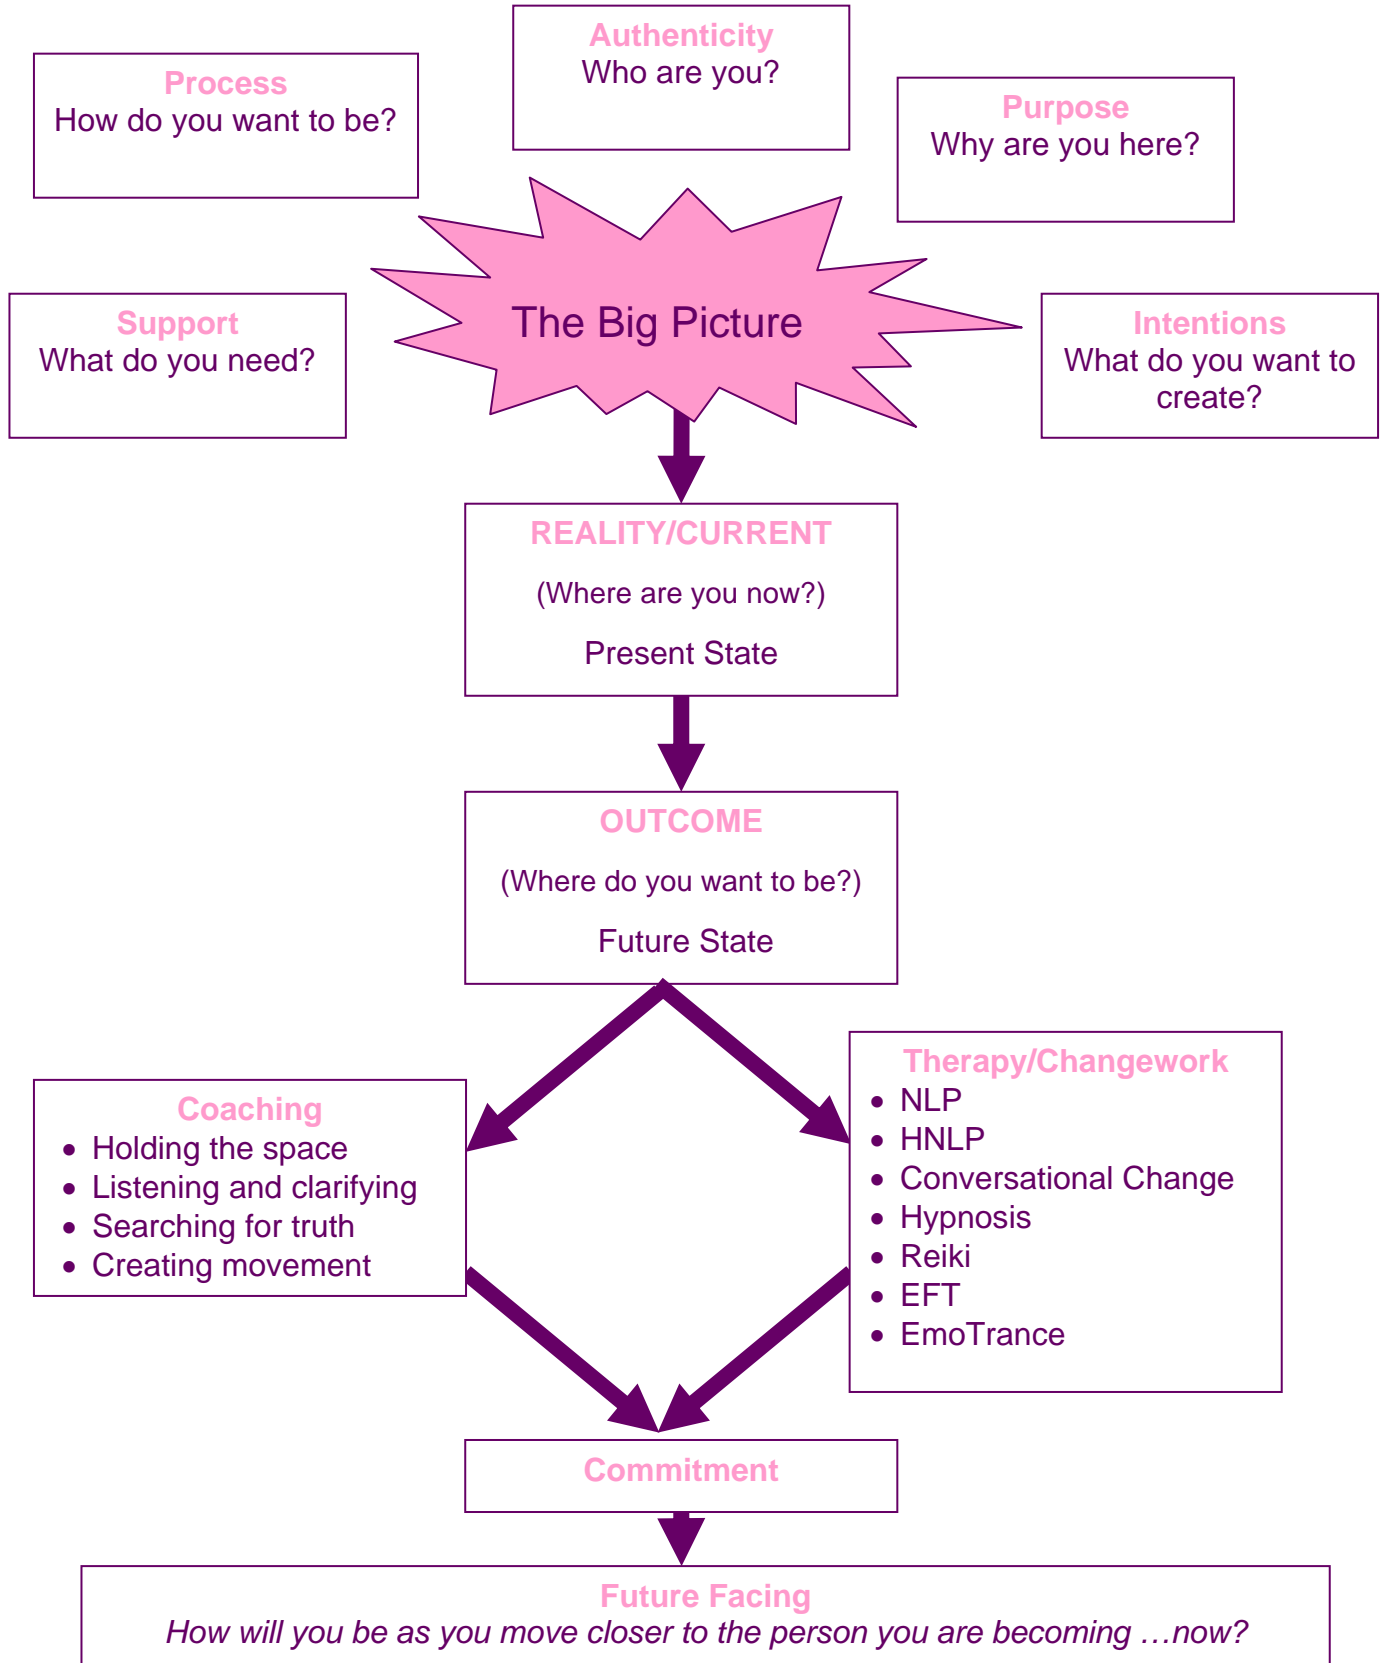 Authenticity
Who are you?
Process
How do you want to be?
Purpose
Why are you here?
The Big Picture
Support
What do you need?
Intentions
What do you want to
create?
REALITY/CURRENT
(Where are you now?)
Present State
OUTCOME
(Where do you want to be?)
Future State
Coaching
• Holding the space
• Listening and clarifying
• Searching for truth
• Creating movement
Therapy/Changework
• NLP
• HNLP
• Conversational Change
• Hypnosis
• Reiki
• EFT
• EmoTrance
Commitment
Future Facing
How will you be as you move closer to the person you are becoming …now?